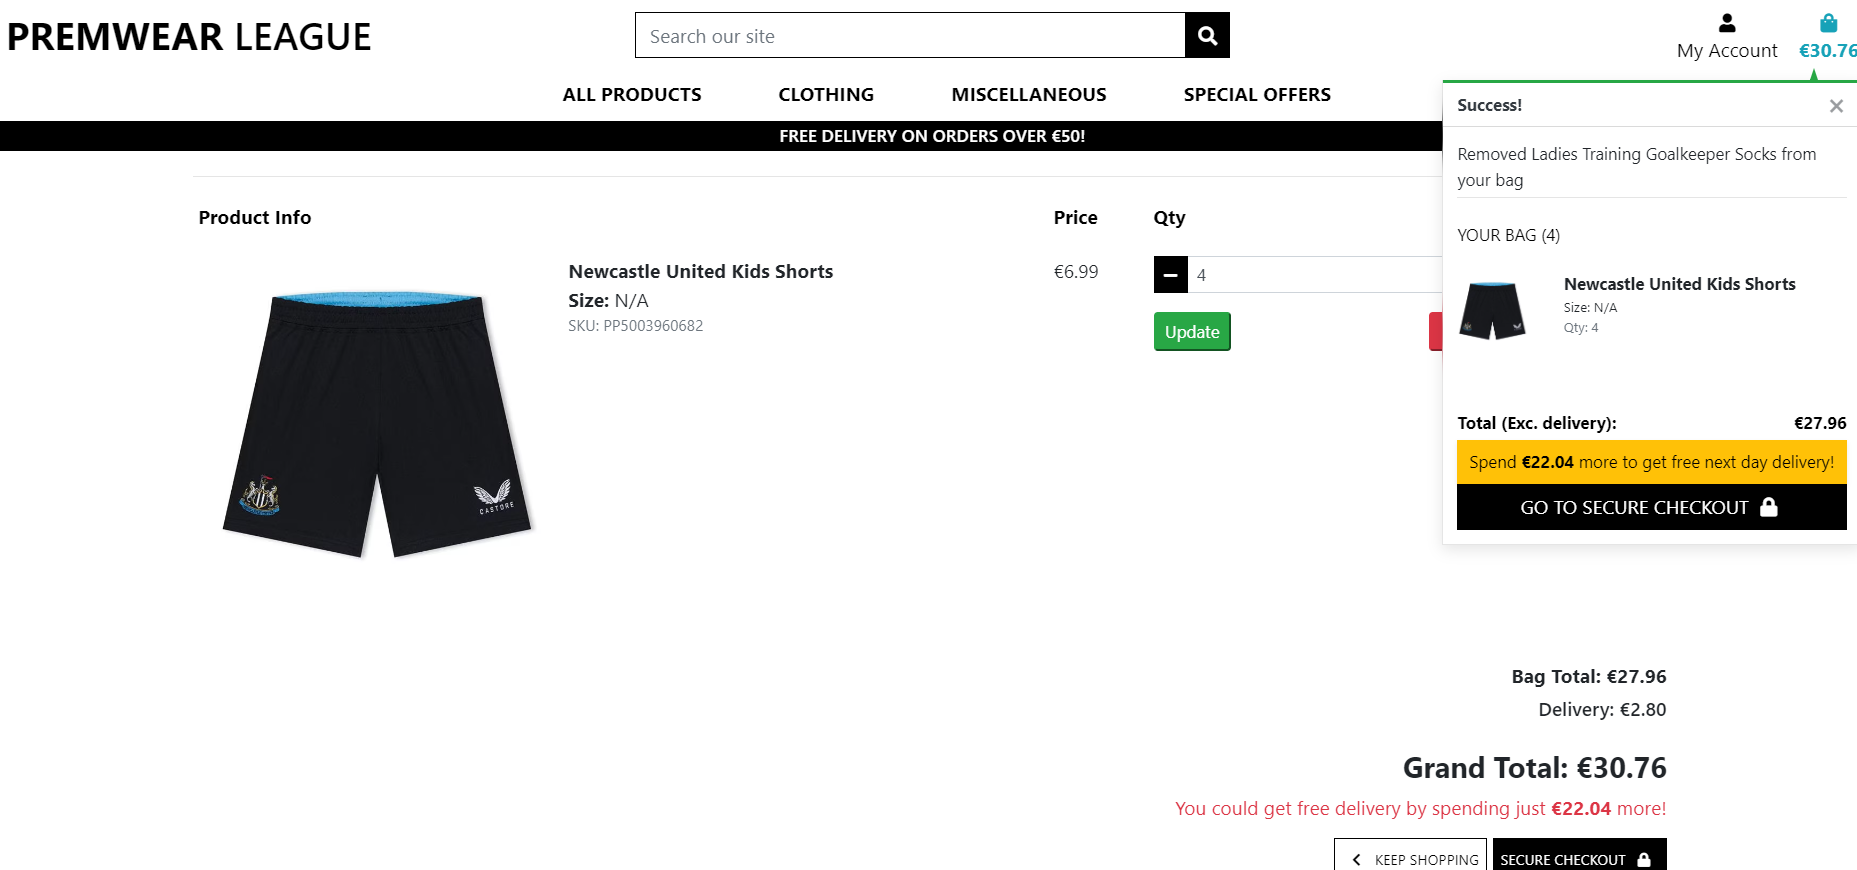 PREMWEAR LEAGUE
Search our site
My Account
€30.76
ALL PRODUCTS
CLOTHING
MISCELLANEOUS
SPECIAL OFFERS
FREE DELIVERY ON ORDERS OVER €50!
Success!
Removed Ladies Training Goalkeeper Socks from
your bag
YOUR BAG (4)
Newcastle United Kids Shorts
Size: N/A
Qty: 4
Total (Exc. delivery):
€27.96
Spend €22.04 more to get free next day delivery!
GO TO SECURE CHECKOUT
Product Info
Price
Qty
Newcastle United Kids Shorts
Size: N/A
SKU: PP5003960682
€6.99
4
Update
CASTORE
Bag Total: €27.96
Delivery: €2.80
Grand Total: €30.76
You could get free delivery by spending just €22.04 more!
KEEP SHOPPING
SECURE CHECKOUT